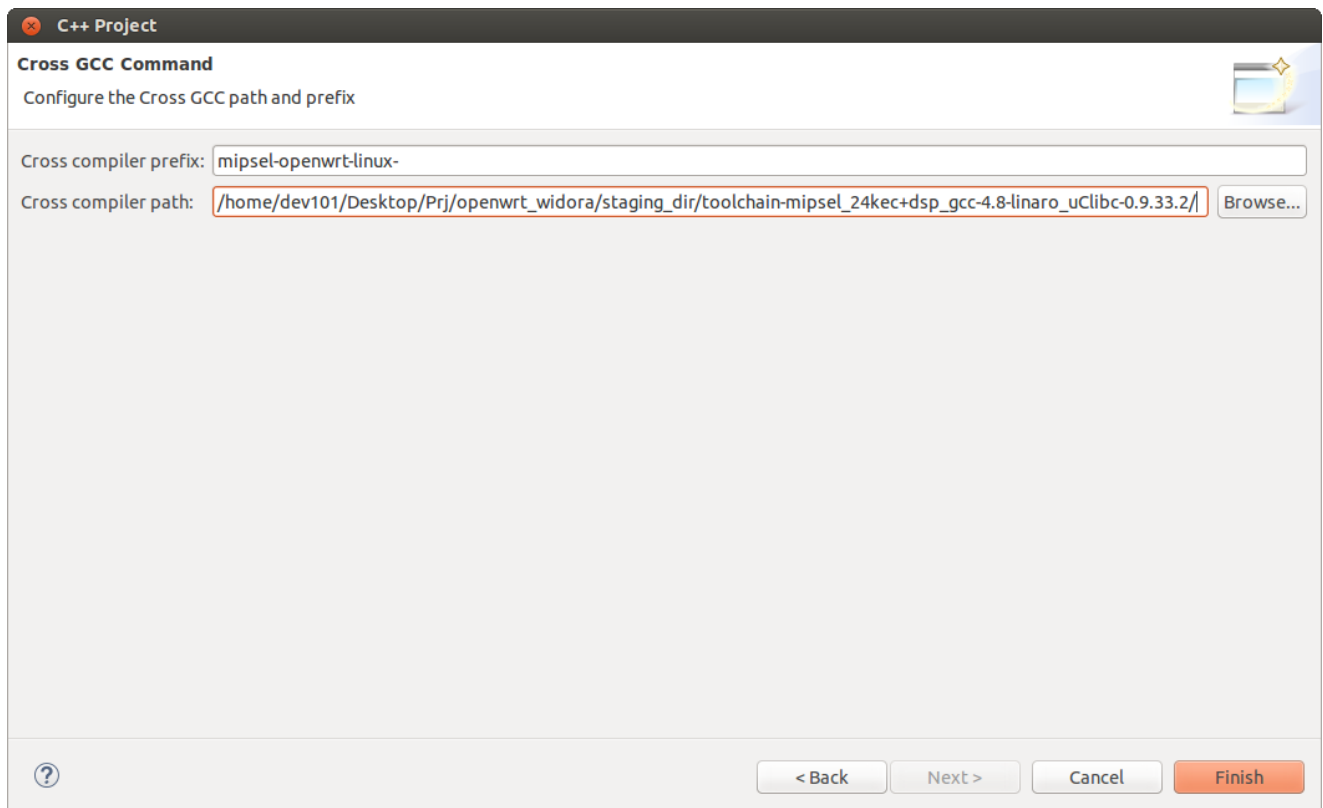 C++ Project
Cross GCC Command
Configure the Cross GCC path and prefix
Cross compiler prefix: mipsel-openwrt-linux-
Cross compiler path: /home/dev101/Desktop/Prj/openwrt_widora/staging_dir/toolchain-mipsel_24kec+dsp_gcc-4.8-linaro_uClibc-0.9.33.2/ Browse...
? < Back Next > Cancel Finish